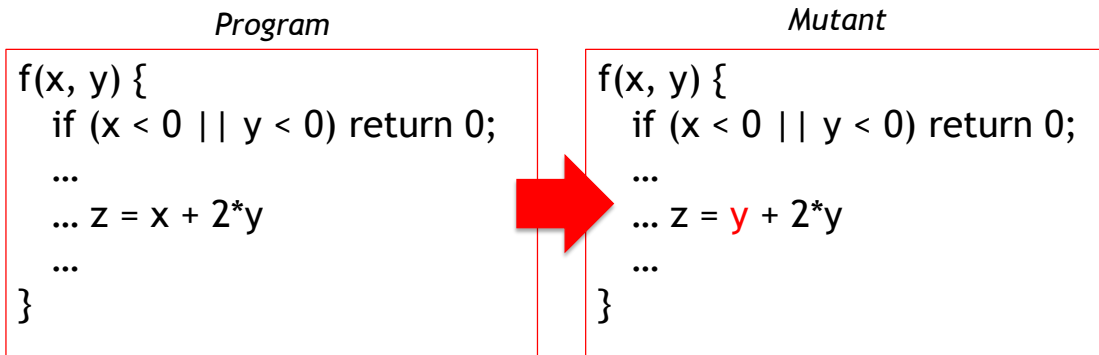 Program
f(x, y) {
if (x < 0 || y < 0) return 0;
…
… z = x + 2*y
…
}
Mutant
f(x, y) {
if (x < 0 || y < 0) return 0;
…
… z = y + 2*y
…
}